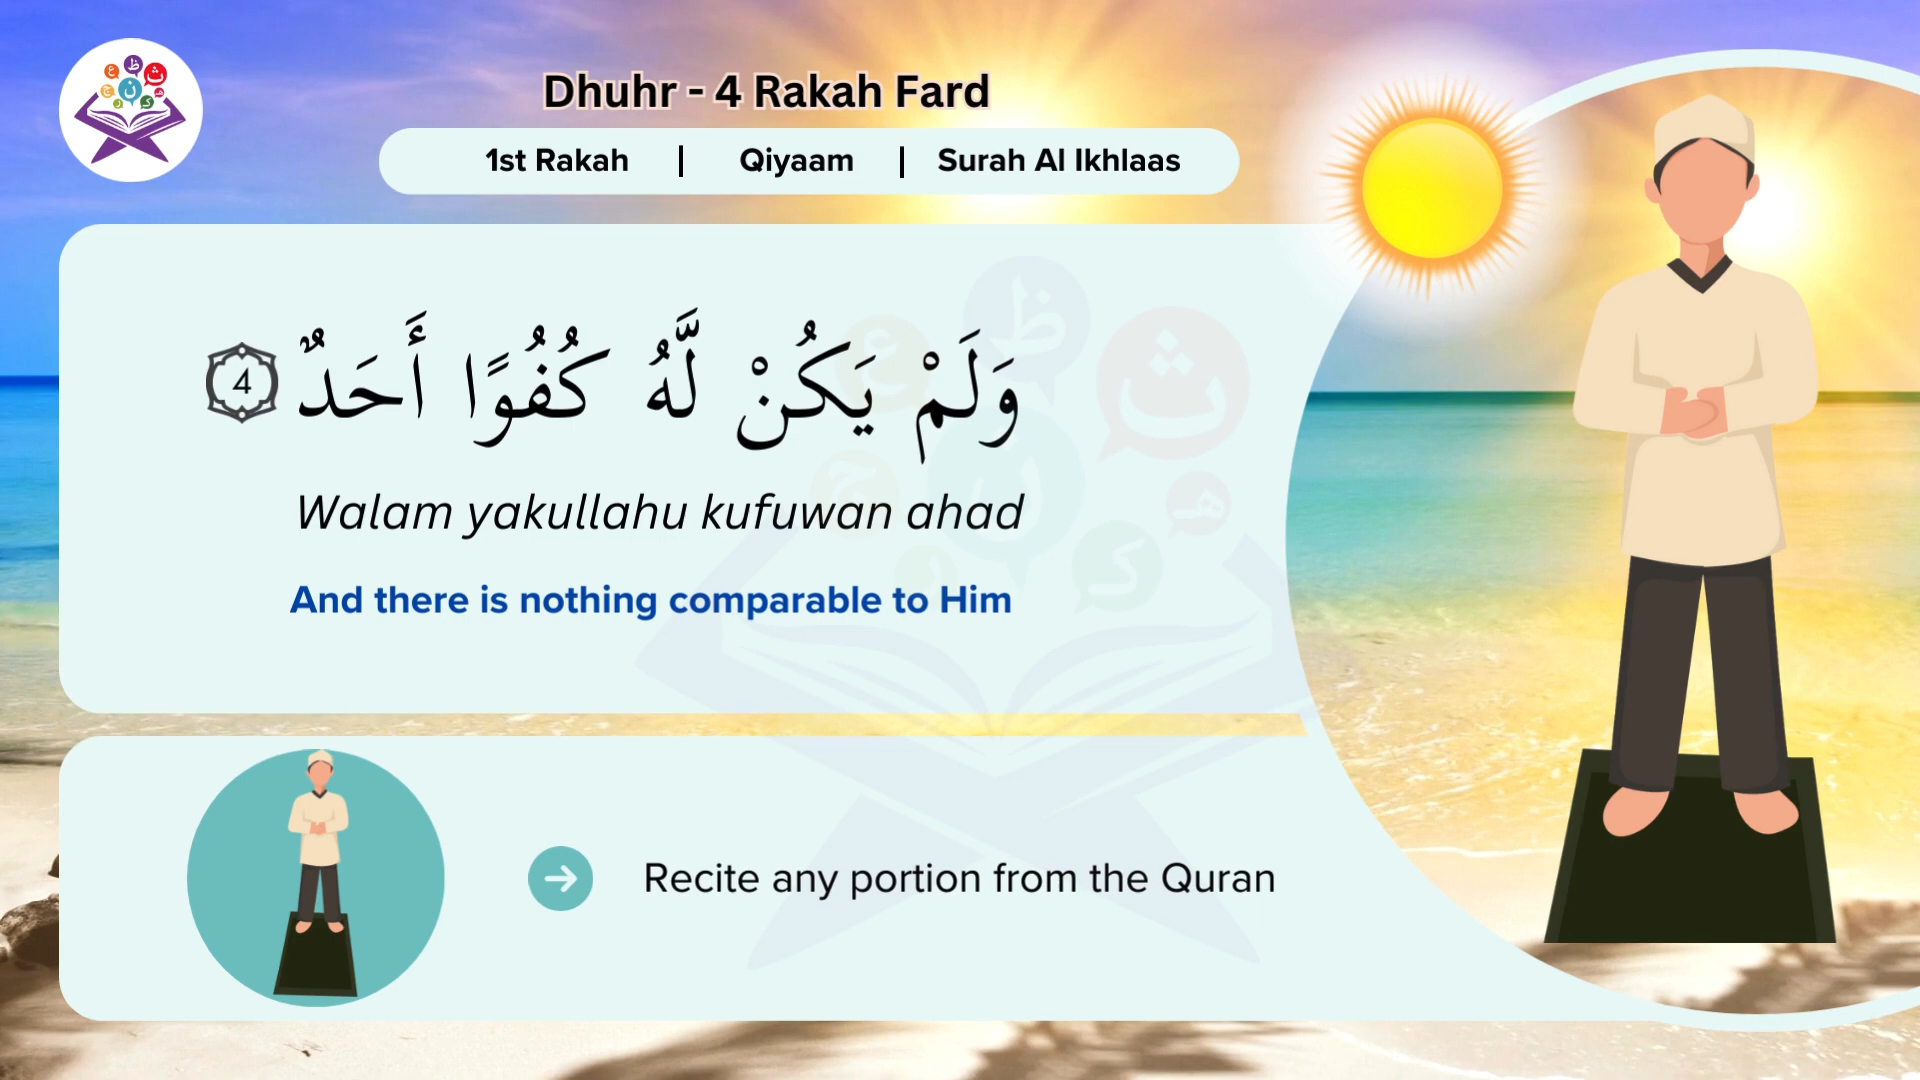 Dhuhr - 4 Rakah Fard
1st Rakah | Qiyaam | Surah Al Ikhlaas
وَلَمْ يَكُنْ لَّهُ كُفُوًا أَحَدٌ 4
Walam yakullahu kufuwan ahad
And there is nothing comparable to Him
Recite any portion from the Quran